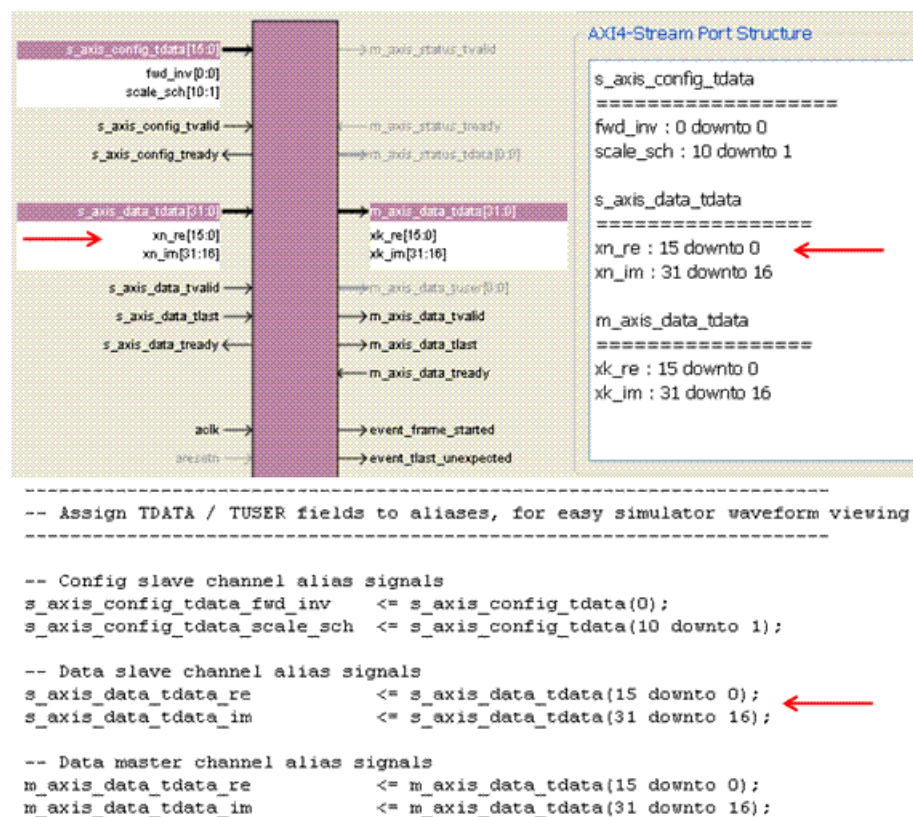 s_axis_config_tdata[15:0]
fwd_inv[0:0]
scale_sch[10:1]
s_axis_config_tvalid
s_axis_config_tready
s_axis_data_tdata[31:0]
xn_re[15:0]
xn_im[31:16]
s_axis_data_tvalid
s_axis_data_tlast
s_axis_data_tready
aclk
aresetn
m_axis_status_tvalid
m_axis_status_tready
m_axis_status_tdata[0:0]
m_axis_data_tdata[31:0]
xk_re[15:0]
xk_im[31:16]
m_axis_data_tuser[0:0]
m_axis_data_tvalid
m_axis_data_tlast
m_axis_data_tready
event_frame_started
event_tlast_unexpected
AXI4-Stream Port Structure
s_axis_config_tdata
===================
fwd_inv : 0 downto 0
scale_sch : 10 downto 1
s_axis_data_tdata
=================
xn_re : 15 downto 0
xn_im : 31 downto 16
m_axis_data_tdata
=================
xk_re : 15 downto 0
xk_im : 31 downto 16
-----------------------------------------------------------------------
-- Assign TDATA / TUSER fields to aliases, for easy simulator waveform viewing
-----------------------------------------------------------------------
-- Config slave channel alias signals
s_axis_config_tdata_fwd_inv    <= s_axis_config_tdata(0);
s_axis_config_tdata_scale_sch  <= s_axis_config_tdata(10 downto 1);
-- Data slave channel alias signals
s_axis_data_tdata_re           <= s_axis_data_tdata(15 downto 0);
s_axis_data_tdata_im           <= s_axis_data_tdata(31 downto 16);
-- Data master channel alias signals
m_axis_data_tdata_re           <= m_axis_data_tdata(15 downto 0);
m_axis_data_tdata_im           <= m_axis_data_tdata(31 downto 16);